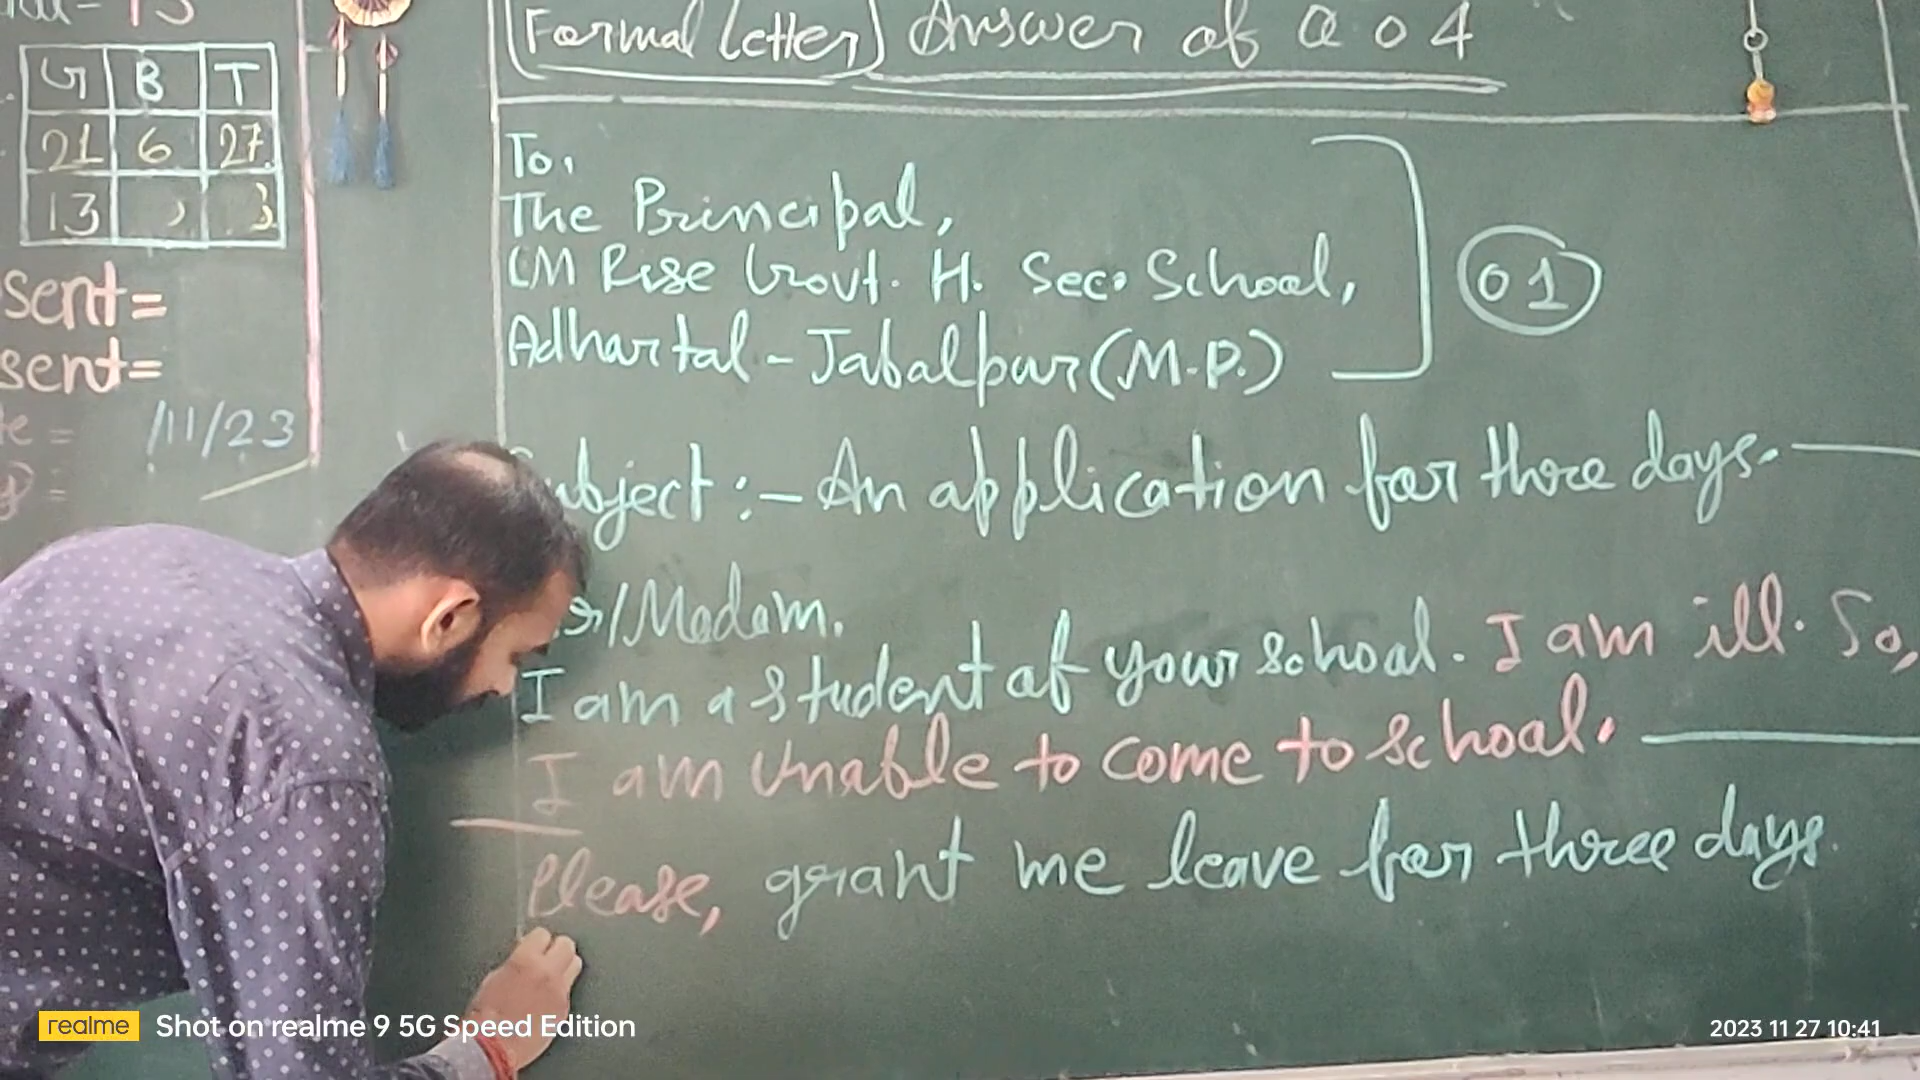 (Formal Letter) Answer of Q 04
G B T
21 6 27
13
sent=
sent=
/11/23
To,
The Principal,
CM Rise Govt. H. Sec. School,
Adhartal - Jabalpur (M.P.)
01
ubject :- An application for three days.
/Madam,
I am a student of your school. I am ill. So,
I am unable to come to school.
Please, grant me leave for three days.
realme Shot on realme 9 5G Speed Edition
2023 11 27 10:41